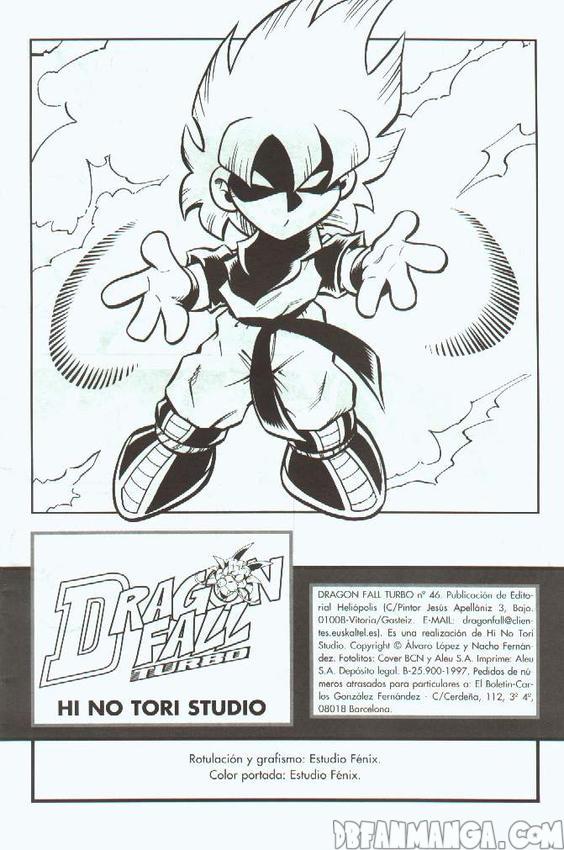 DRAGON
FALL
TURBO
HI NO TORI STUDIO
DRAGON FALL TURBO nº 46. Publicación de Edito-
rial Heliópolis (C/Pintor Jesús Apellániz 3, Bajo.
01008-Vitoria/Gasteiz. E-MAIL: dragonfall@clien-
tes.euskaltel.es). Es una realización de Hi No Tori
Studio. Copyright © Álvaro López y Nacho Fernán-
dez. Fotolitos: Cover BCN y Aleu S.A. Imprime: Aleu
S.A. Depósito legal. B-25.900-1997. Pedidos de nú
meros atrasados para particulares a: El Boletin-Car-
los González Fernández - C/Cerdeña, 112, 3º 4º,
08018 Barcelona.
Rotulación y grafismo: Estudio Fénix.
Color portada: Estudio Fénix.
DBFANMANGA.COM